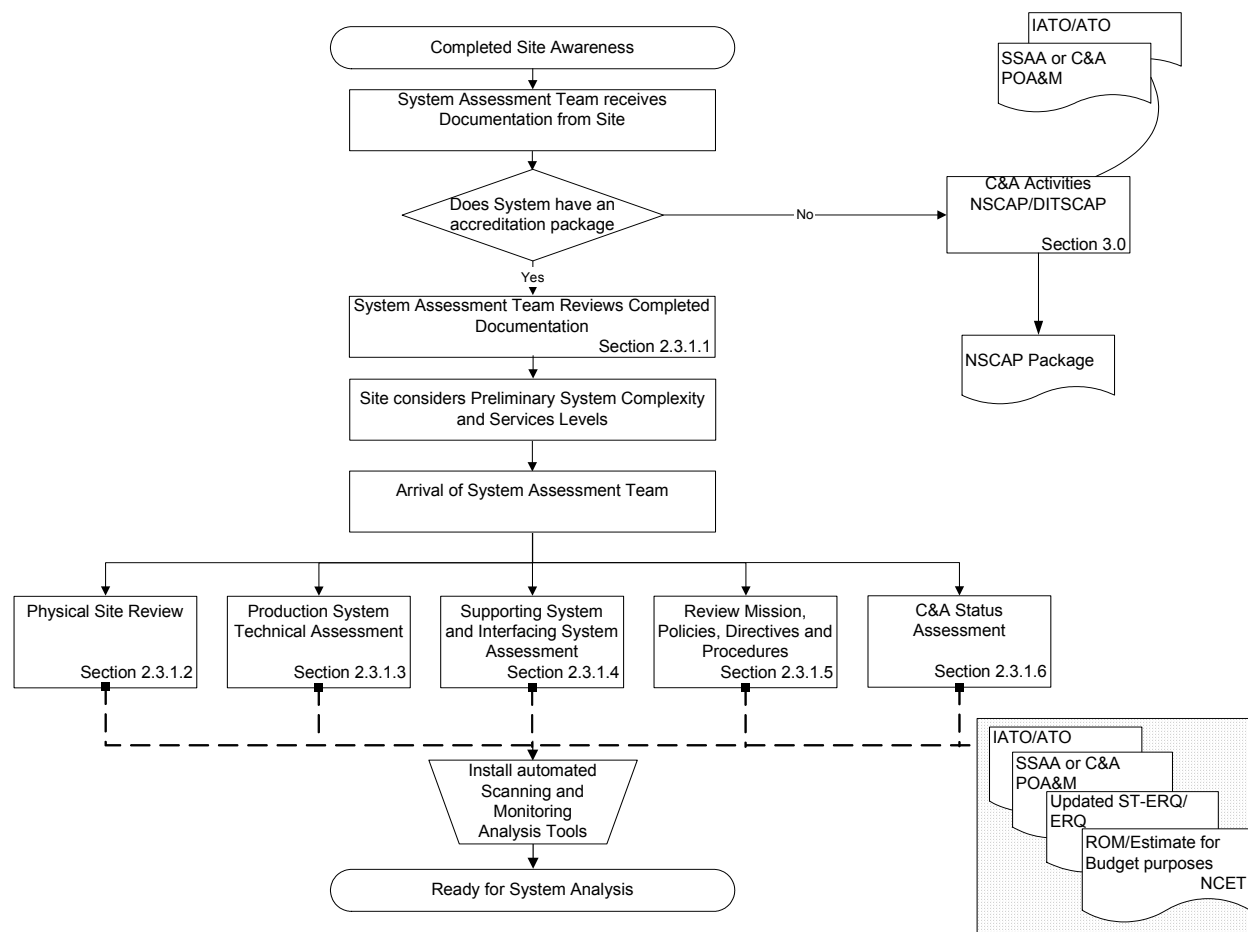 Completed Site Awareness
IATO/ATO
SSAA or C&A
POA&M
System Assessment Team receives
Documentation from Site
Does System have an
accreditation package
No
C&A Activities
NSCAP/DITSCAP
Section 3.0
Yes
System Assessment Team Reviews Completed
Documentation
Section 2.3.1.1
NSCAP Package
Site considers Preliminary System Complexity
and Services Levels
Arrival of System Assessment Team
Physical Site Review
Section 2.3.1.2
Production System
Technical Assessment
Section 2.3.1.3
Supporting System
and Interfacing System
Assessment
Section 2.3.1.4
Review Mission,
Policies, Directives and
Procedures
Section 2.3.1.5
C&A Status
Assessment
Section 2.3.1.6
Install automated
Scanning and
Monitoring
Analysis Tools
Ready for System Analysis
IATO/ATO
SSAA or C&A
POA&M
Updated ST-ERQ/
ERQ
ROM/Estimate for
Budget purposes
NCET